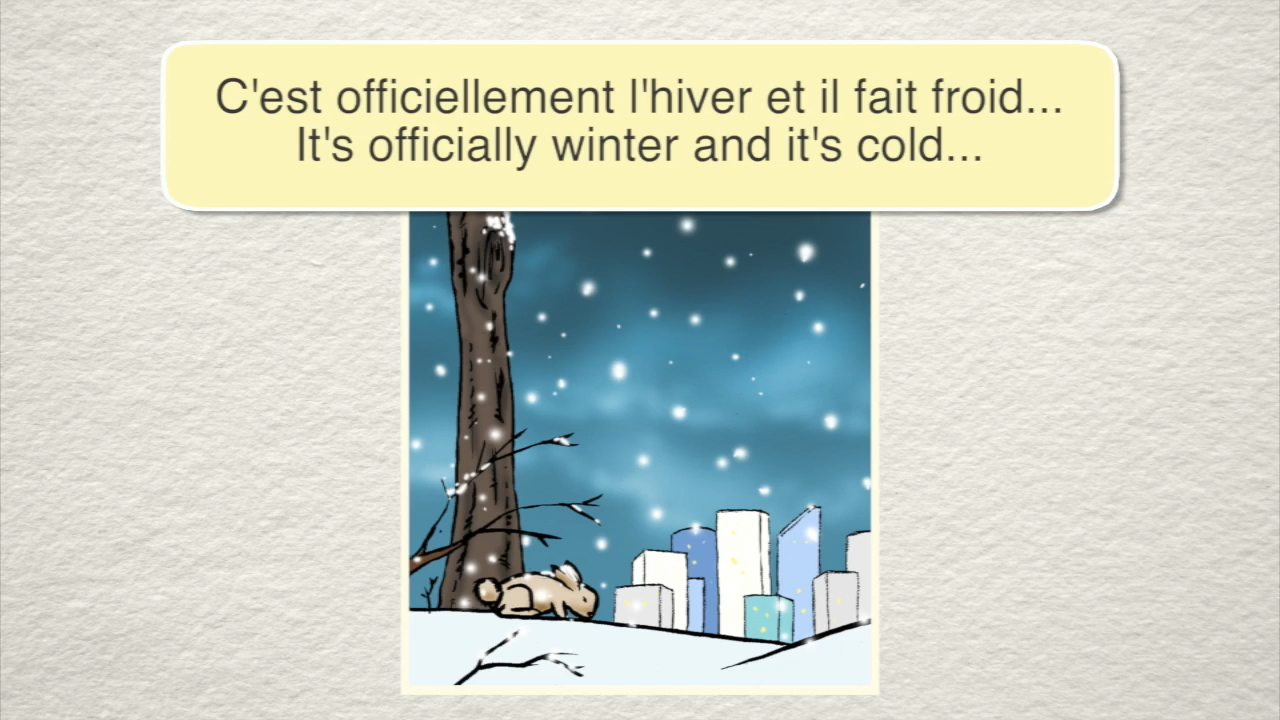 C'est officiellement l'hiver et il fait froid...
It's officially winter and it's cold...